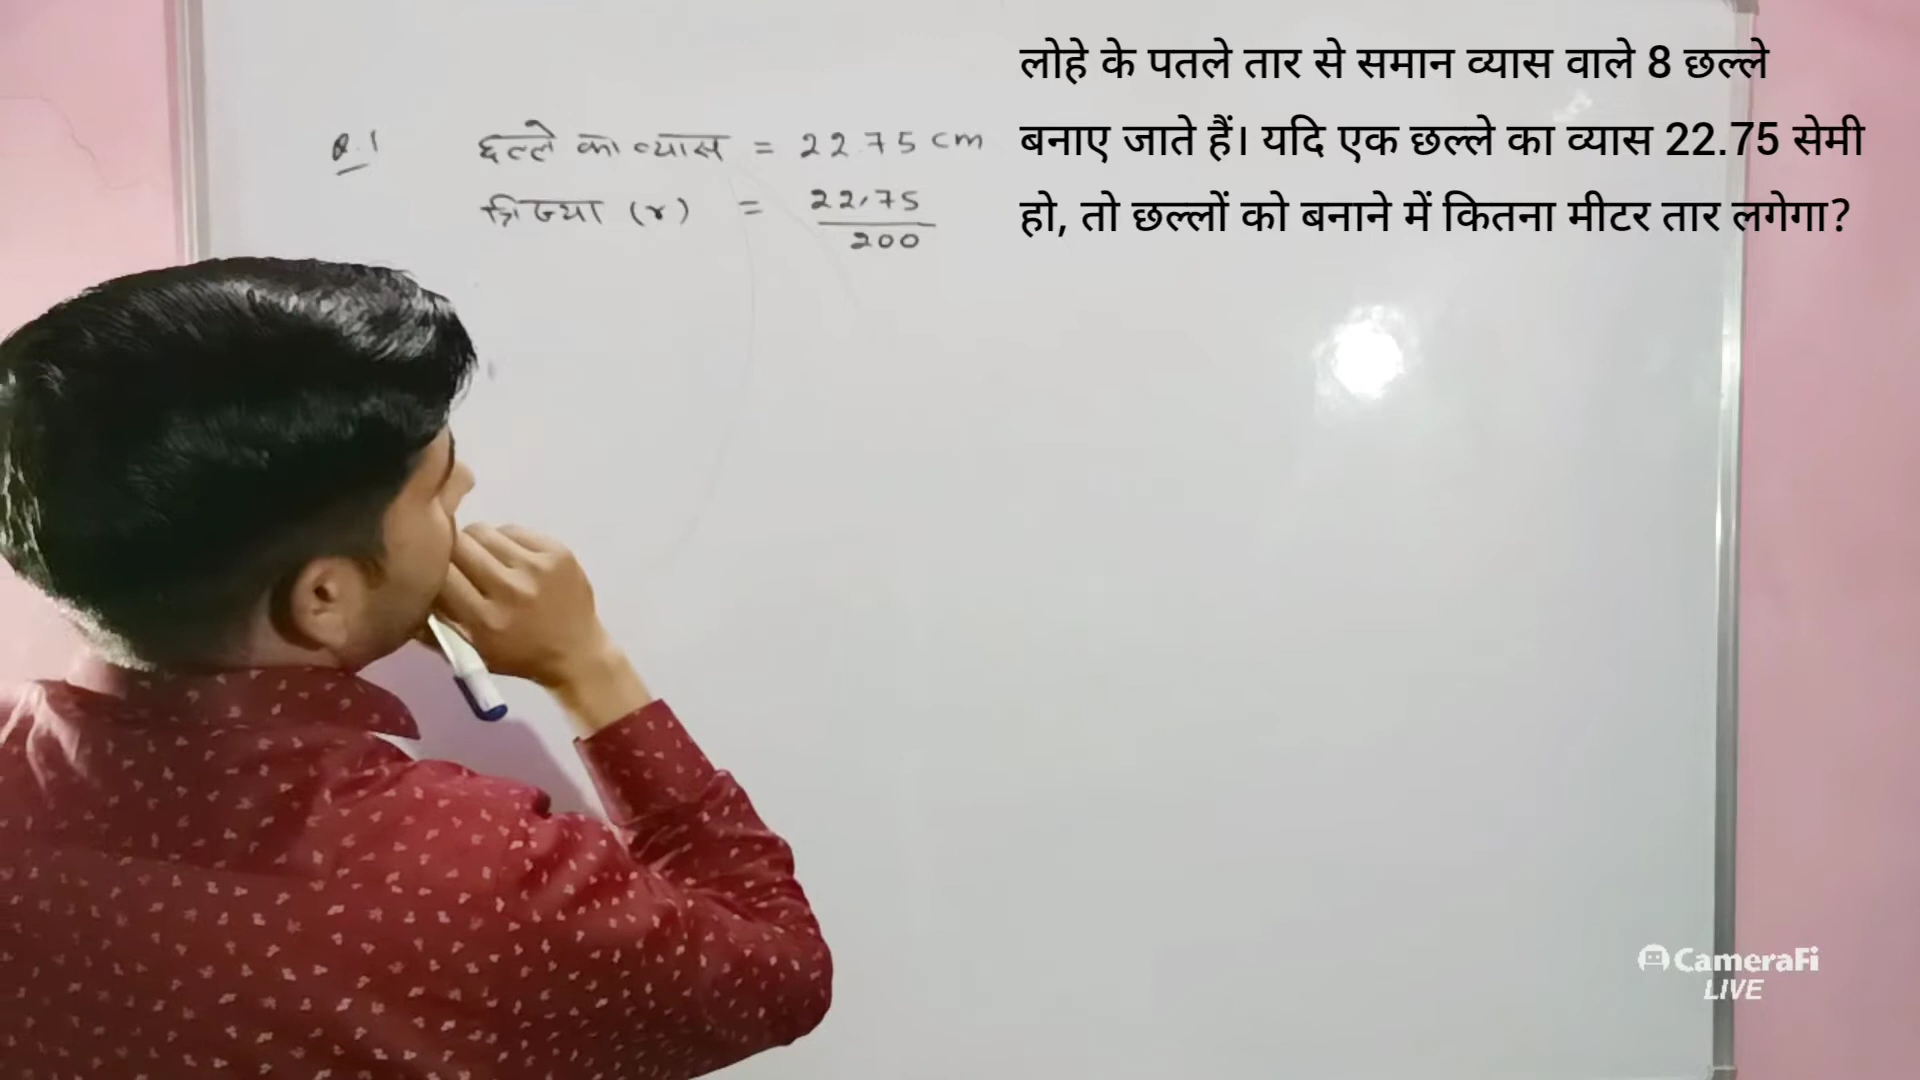 लोहे के पतले तार से समान व्यास वाले 8 छल्ले
बनाए जाते हैं। यदि एक छल्ले का व्यास 22.75 सेमी
हो, तो छल्लों को बनाने में कितना मीटर तार लगेगा?
Q.1 छल्ले का व्यास = 22.75 cm
त्रिज्या (r) = 22.75
200
CameraFi
LIVE